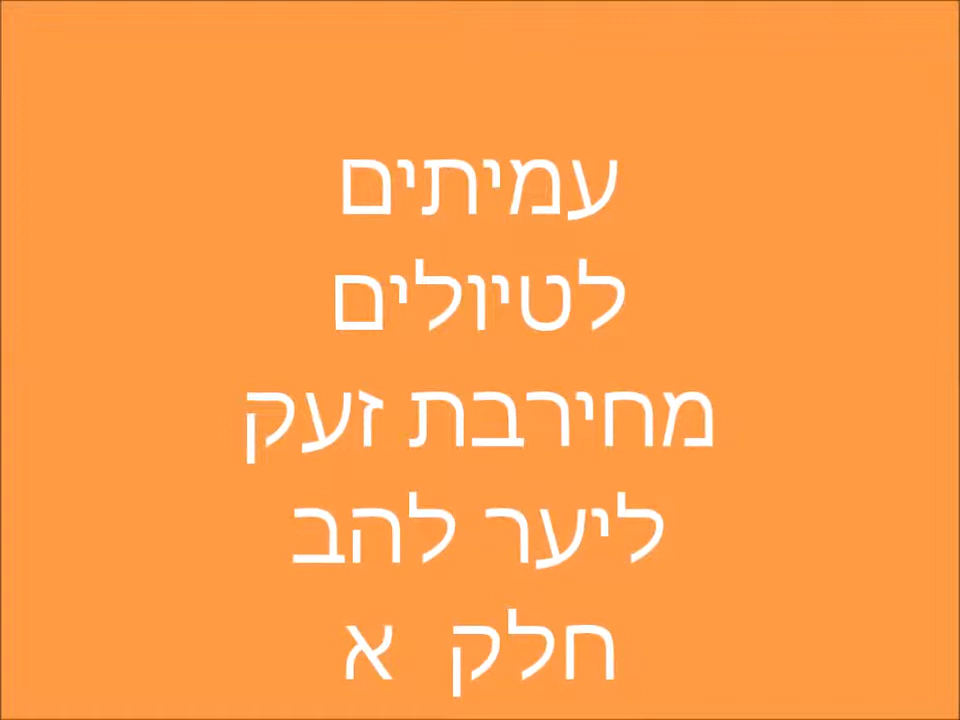 עמיתים
לטיולים
מחירבת זעק
ליער להב
חלק א